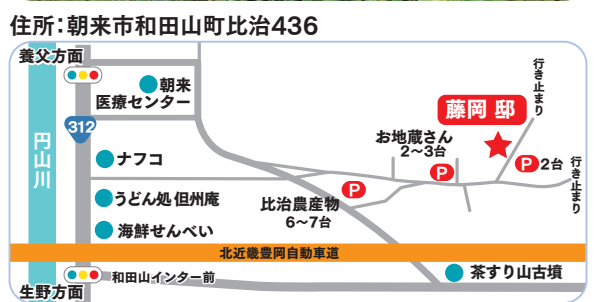 住所：朝来市和田山町比治436
養父方面
朝来
医療センター
312
円山川
ナフコ
うどん処 但州庵
海鮮せんべい
北近畿豊岡自動車道
和田山インター前
生野方面
茶すり山古墳
比治農産物
6〜7台
P
お地蔵さん
2〜3台
P
藤岡 邸
P 2台
行き止まり
行き止まり